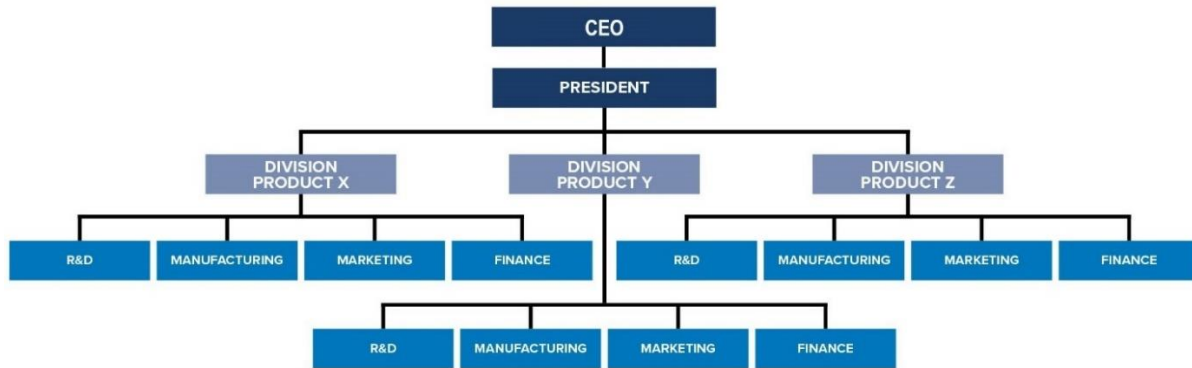 CEO
PRESIDENT
DIVISION
PRODUCT X
DIVISION
PRODUCT Y
DIVISION
PRODUCT Z
R&D
MANUFACTURING
MARKETING
FINANCE
R&D
MANUFACTURING
MARKETING
FINANCE
R&D
MANUFACTURING
MARKETING
FINANCE